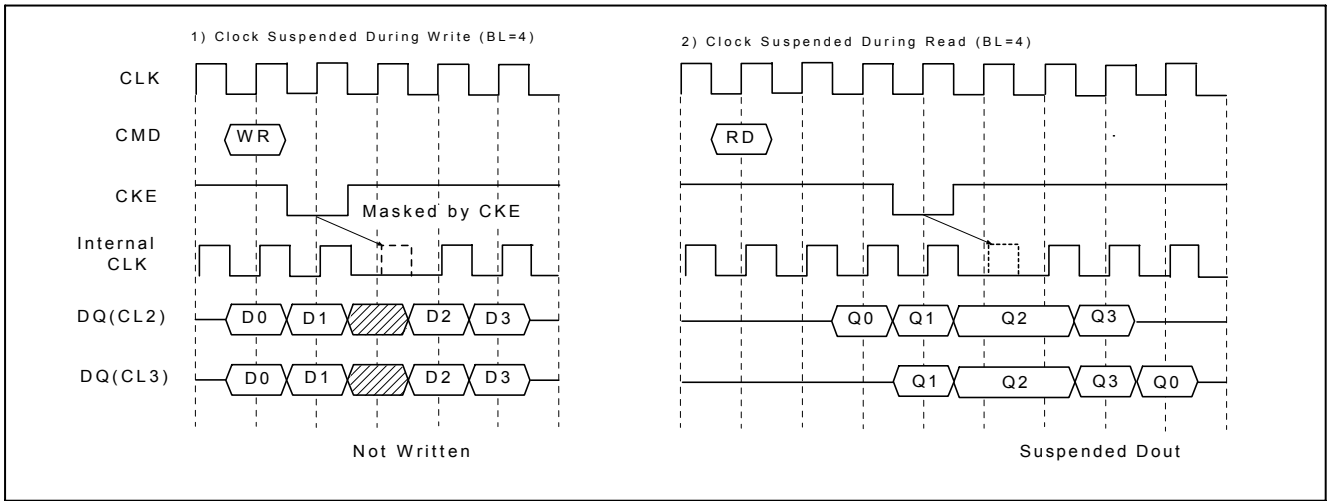 1) Clock Suspended During Write (BL=4)
2) Clock Suspended During Read (BL=4)
CLK
CMD
WR
RD
CKE
Masked by CKE
Internal
CLK
DQ(CL2)
D0
D1
D2
D3
Q0
Q1
Q2
Q3
DQ(CL3)
D0
D1
D2
D3
Q1
Q2
Q3
Q0
Not Written
Suspended Dout